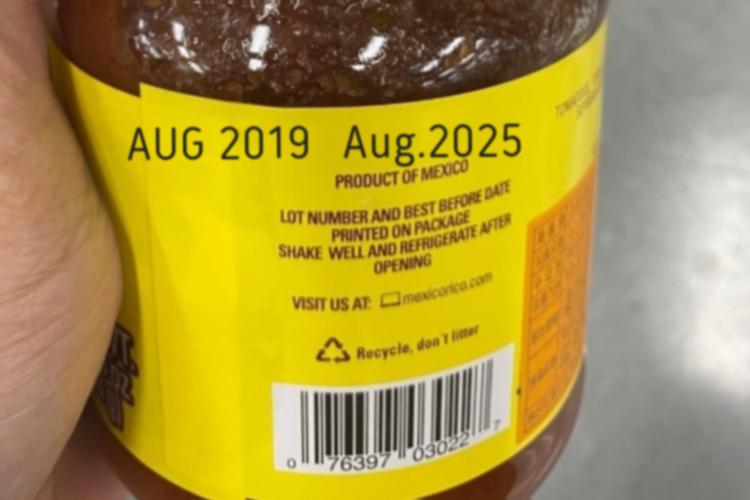 AUG 2019 Aug.2025
PRODUCT OF MEXICO
LOT NUMBER AND BEST BEFORE DATE
PRINTED ON PACKAGE
SHAKE WELL AND REFRIGERATE AFTER
OPENING
VISIT US AT: mexicorico.com
Recycle, don't litter
0 76397 03022 7